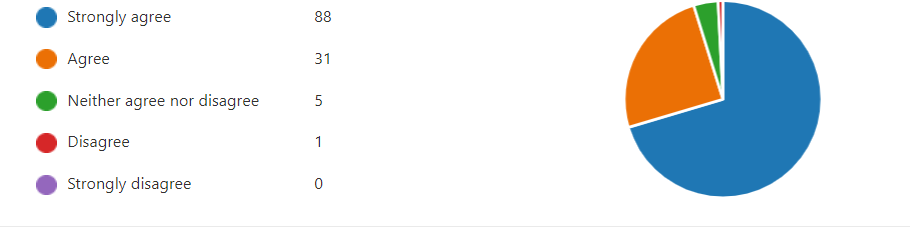 Strongly agree 88
Agree 31
Neither agree nor disagree 5
Disagree 1
Strongly disagree 0